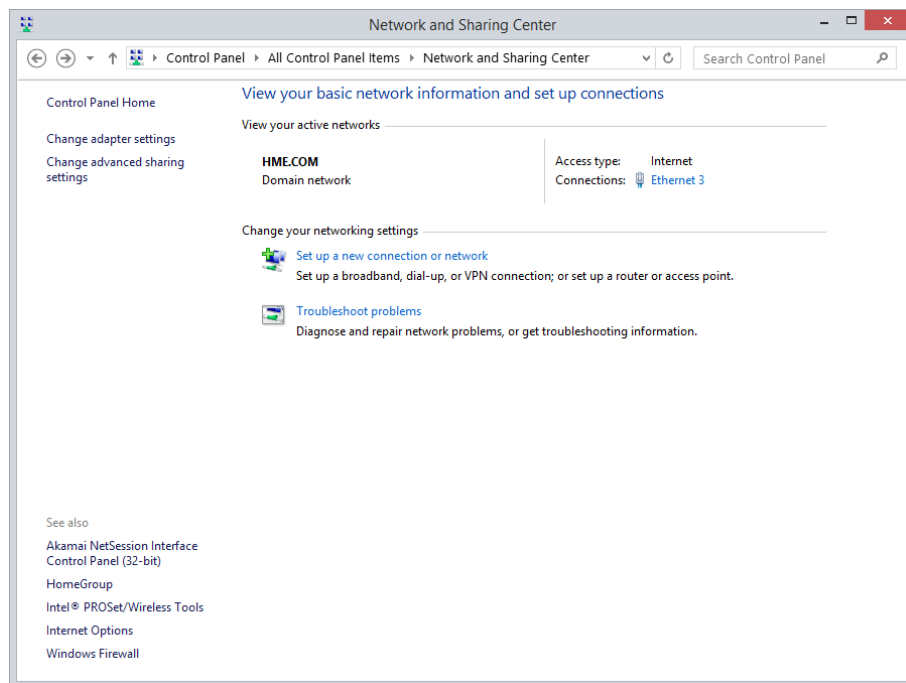 Network and Sharing Center
Control Panel All Control Panel Items Network and Sharing Center
Search Control Panel
Control Panel Home
Change adapter settings
Change advanced sharing
settings
View your basic network information and set up connections
View your active networks
HME.COM
Domain network
Access type: Internet
Connections: Ethernet 3
Change your networking settings
Set up a new connection or network
Set up a broadband, dial-up, or VPN connection; or set up a router or access point.
Troubleshoot problems
Diagnose and repair network problems, or get troubleshooting information.
See also
Akamai NetSession Interface
Control Panel (32-bit)
HomeGroup
Intel® PROSet/Wireless Tools
Internet Options
Windows Firewall